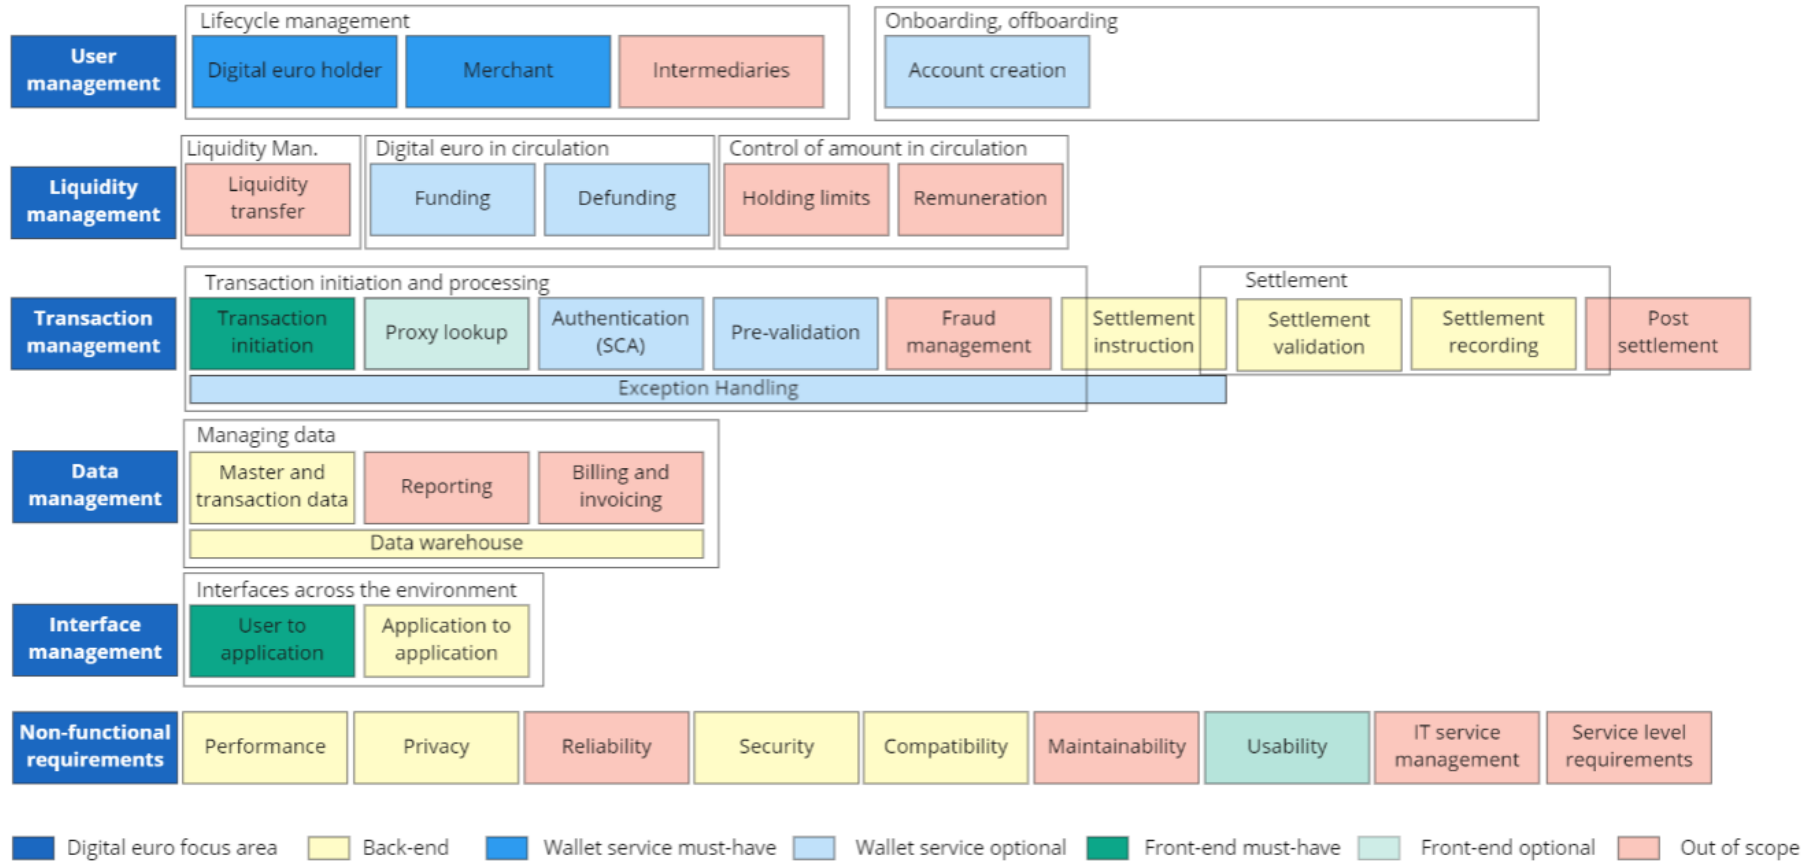 Lifecycle management
Onboarding, offboarding
User
management
Digital euro holder
Merchant
Intermediaries
Account creation
Liquidity Man.
Digital euro in circulation
Control of amount in circulation
Liquidity
management
Liquidity
transfer
Funding
Defunding
Holding limits
Remuneration
Transaction initiation and processing
Settlement
Transaction
management
Transaction
initiation
Proxy lookup
Authentication
(SCA)
Pre-validation
Fraud
management
Settlement
instruction
Settlement
validation
Settlement
recording
Post
settlement
Exception Handling
Managing data
Data
management
Master and
transaction data
Reporting
Billing and
invoicing
Data warehouse
Interfaces across the environment
Interface
management
User to
application
Application to
application
Non-functional
requirements
Performance
Privacy
Reliability
Security
Compatibility
Maintainability
Usability
IT service
management
Service level
requirements
Digital euro focus area
Back-end
Wallet service must-have
Wallet service optional
Front-end must-have
Front-end optional
Out of scope